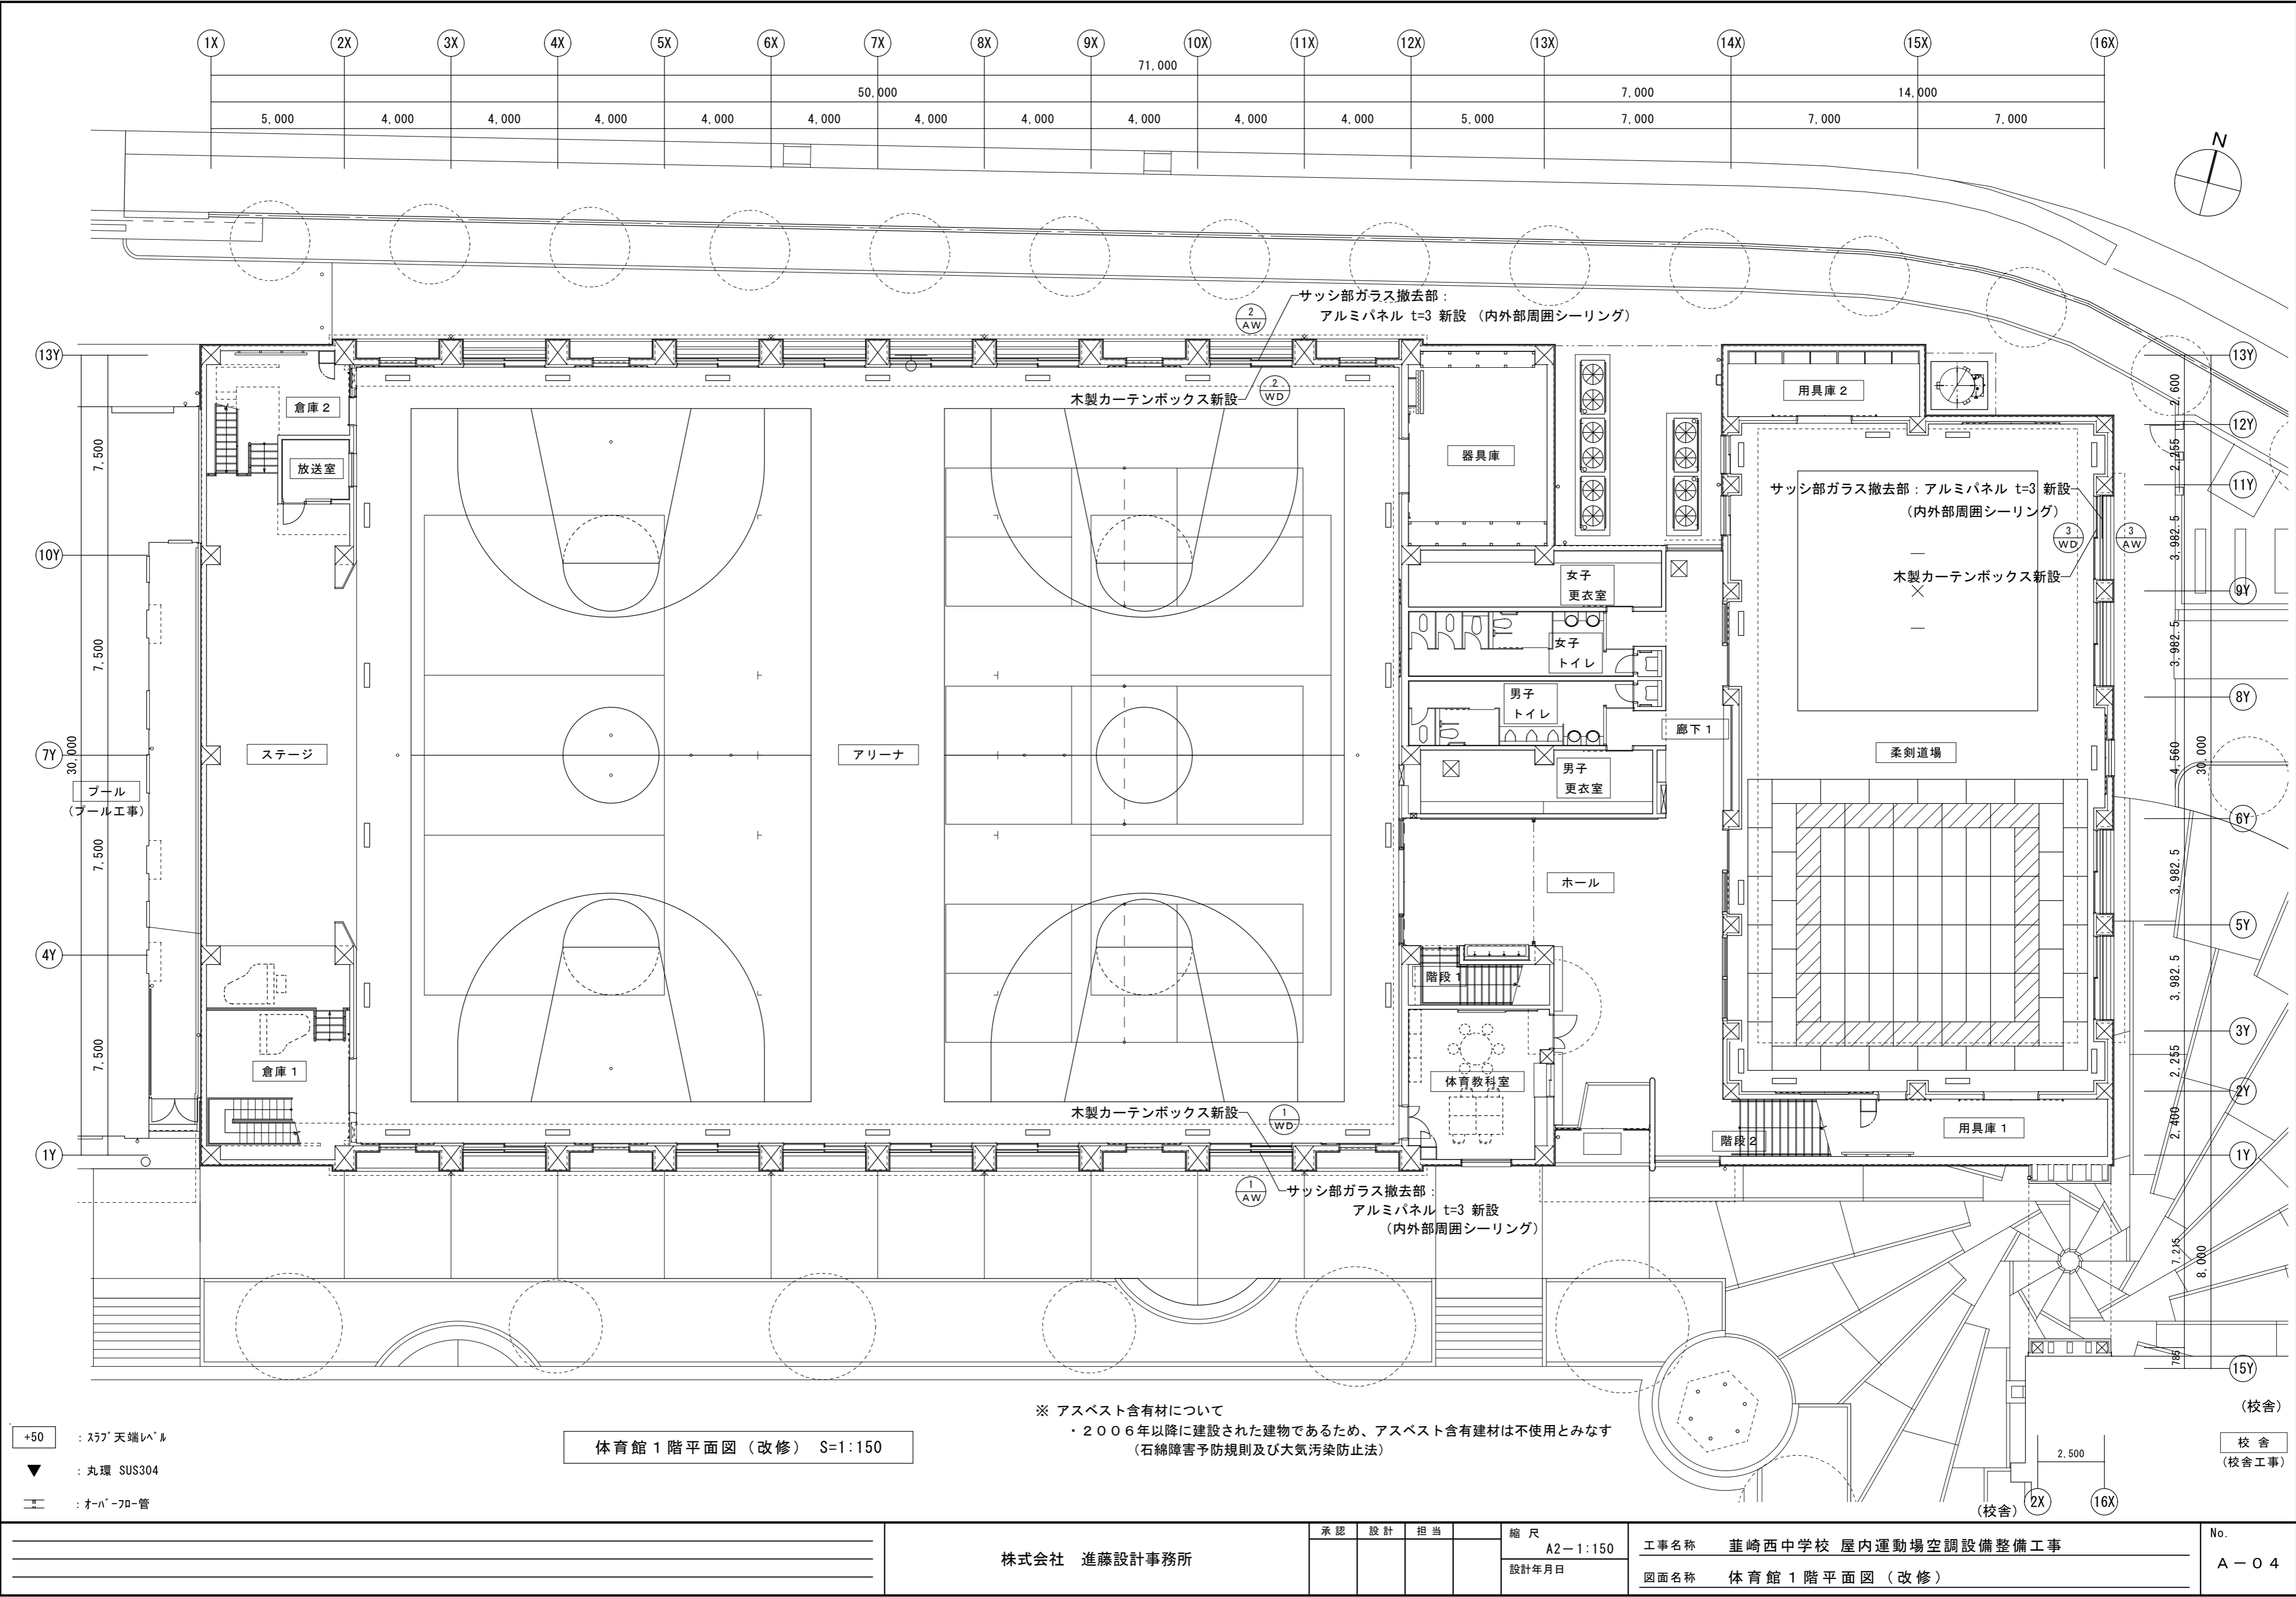 1X 2X 3X 4X 5X 6X 7X 8X 9X 10X 11X 12X 13X 14X 15X 16X
71,000
50,000 7,000 14,000
5,000 4,000 4,000 4,000 4,000 4,000 4,000 4,000 4,000 4,000 4,000 5,000 7,000 7,000 7,000
N
2
AW
サッシ部ガラス撤去部：
アルミパネル t=3 新設 （内外部周囲シーリング）
2
WD
木製カーテンボックス新設
13Y
10Y
7Y
4Y
1Y
7,500
7,500
7,500
7,500
30,000
プール
（プール工事）
倉庫２
放送室
ステージ
倉庫１
アリーナ
器具庫
女子
更衣室
女子
トイレ
男子
トイレ
男子
更衣室
廊下１
ホール
階段１
体育教科室
用具庫２
サッシ部ガラス撤去部：アルミパネル t=3 新設
（内外部周囲シーリング）
3
WD
3
AW
木製カーテンボックス新設
柔剣道場
階段２
用具庫１
13Y
12Y
11Y
9Y
8Y
6Y
5Y
3Y
2Y
1Y
15Y
2,600
2,255
3,982.5
3,982.5
4,560
3,982.5
3,982.5
2,255
2,400
7,215
785
30,000
8,000
木製カーテンボックス新設
1
WD
1
AW
サッシ部ガラス撤去部：
アルミパネル t=3 新設
（内外部周囲シーリング）
+50 ：ｽﾗﾌﾞ天端ﾚﾍﾞﾙ
▼ ：丸環 SUS304
：ｵｰﾊﾞｰﾌﾛｰ管
体育館１階平面図（改修） S=1:150
※ アスベスト含有材について
・２００６年以降に建設された建物であるため、アスベスト含有建材は不使用とみなす
（石綿障害予防規則及び大気汚染防止法）
（校舎）
校 舎
（校舎工事）
2,500
（校舎）
2X 16X
株式会社　進藤設計事務所
承認 設計 担当
縮 尺
A2－1:150
設計年月日
工事名称 韮崎西中学校 屋内運動場空調設備整備工事
図面名称 体育館１階平面図（改修）
No.
Ａ－０４